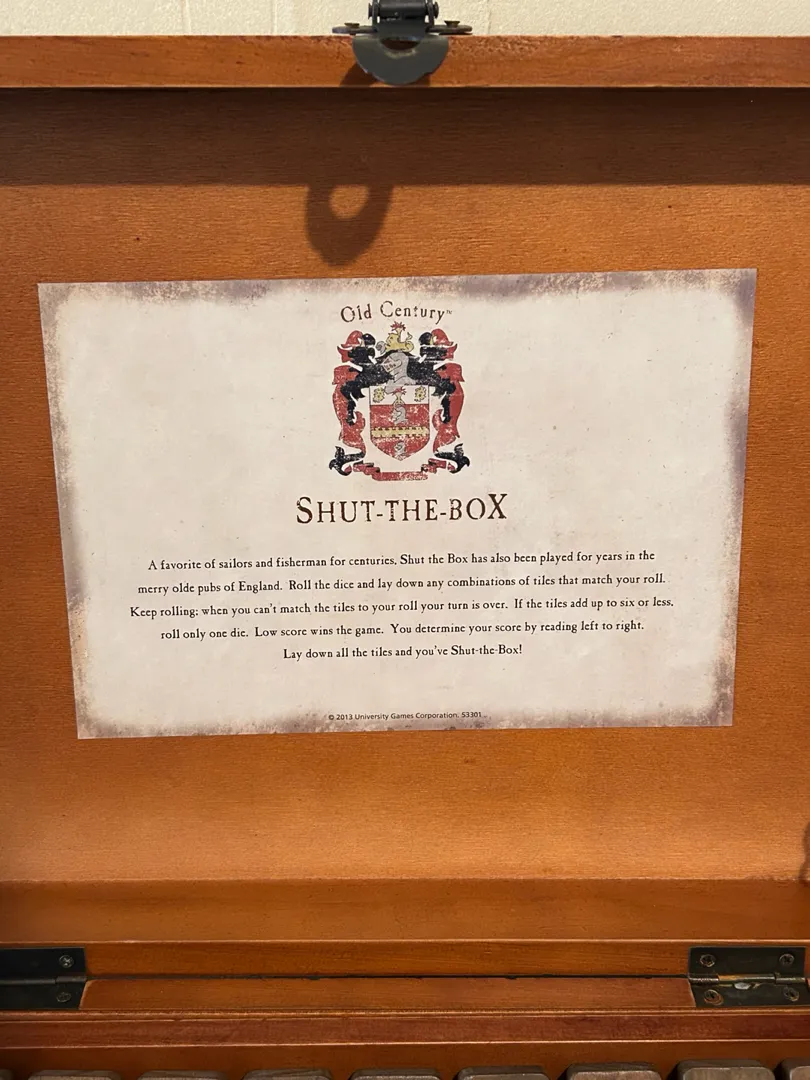 Old Century™
SHUT-THE-BOX
A favorite of sailors and fisherman for centuries, Shut the Box has also been played for years in the
merry olde pubs of England. Roll the dice and lay down any combinations of tiles that match your roll.
Keep rolling; when you can't match the tiles to your roll your turn is over. If the tiles add up to six or less,
roll only one die. Low score wins the game. You determine your score by reading left to right.
Lay down all the tiles and you've Shut-the-Box!
© 2013 University Games Corporation. 53301